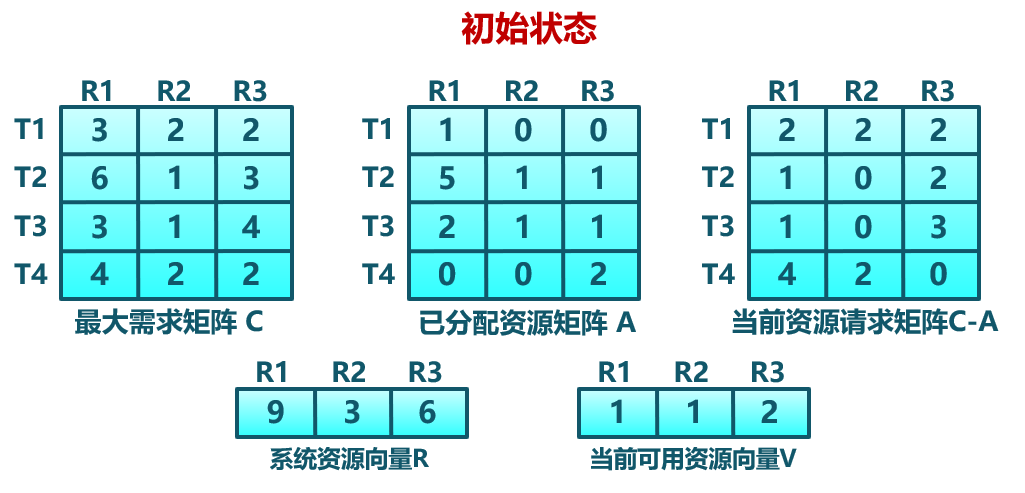 初始状态
R1 R2 R3 R1 R2 R3 R1 R2 R3
T1 3 2 2 T1 1 0 0 T1 2 2 2
T2 6 1 3 T2 5 1 1 T2 1 0 2
T3 3 1 4 T3 2 1 1 T3 1 0 3
T4 4 2 2 T4 0 0 2 T4 4 2 0
最大需求矩阵 C 已分配资源矩阵 A 当前资源请求矩阵C-A
R1 R2 R3 R1 R2 R3
9 3 6 1 1 2
系统资源向量R 当前可用资源向量V